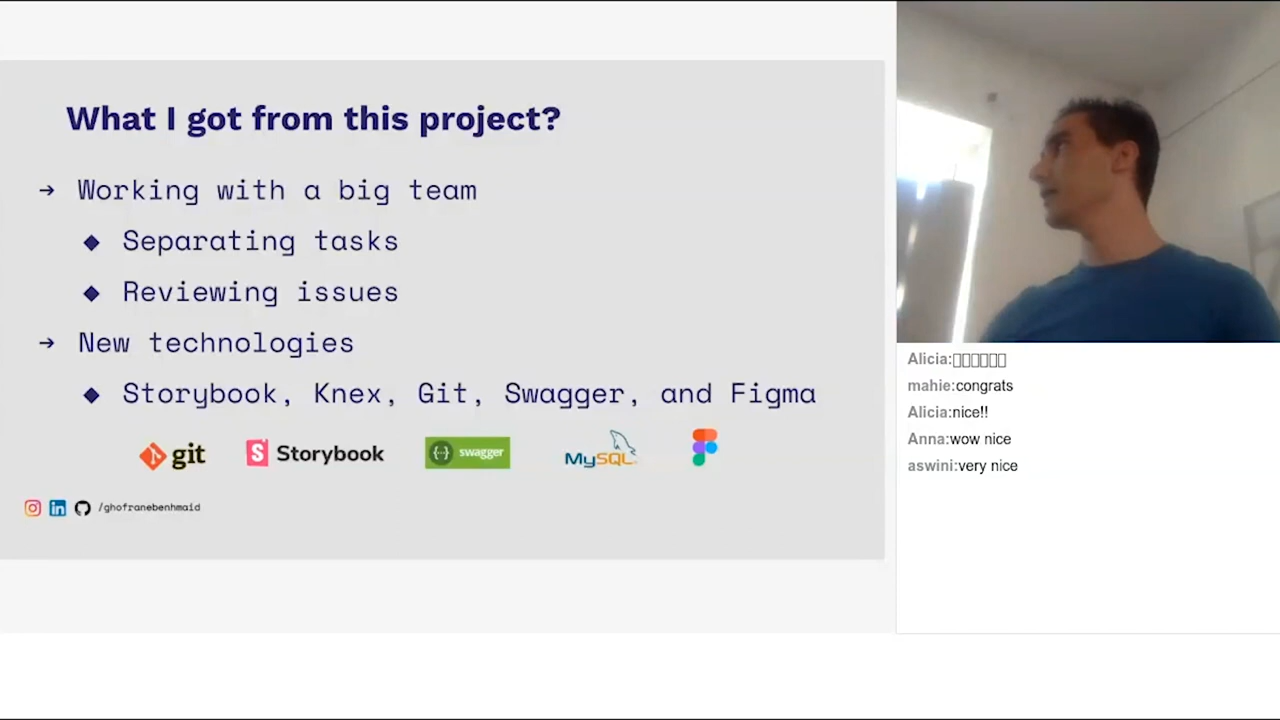 What I got from this project?
➔ Working with a big team
◆ Separating tasks
◆ Reviewing issues
➔ New technologies
◆ Storybook, Knex, Git, Swagger, and Figma
git Storybook {··} swagger MySQL
/ghofranebenhmaid
Alicia:▯▯▯▯▯▯
mahie:congrats
Alicia:nice!!
Anna:wow nice
aswini:very nice